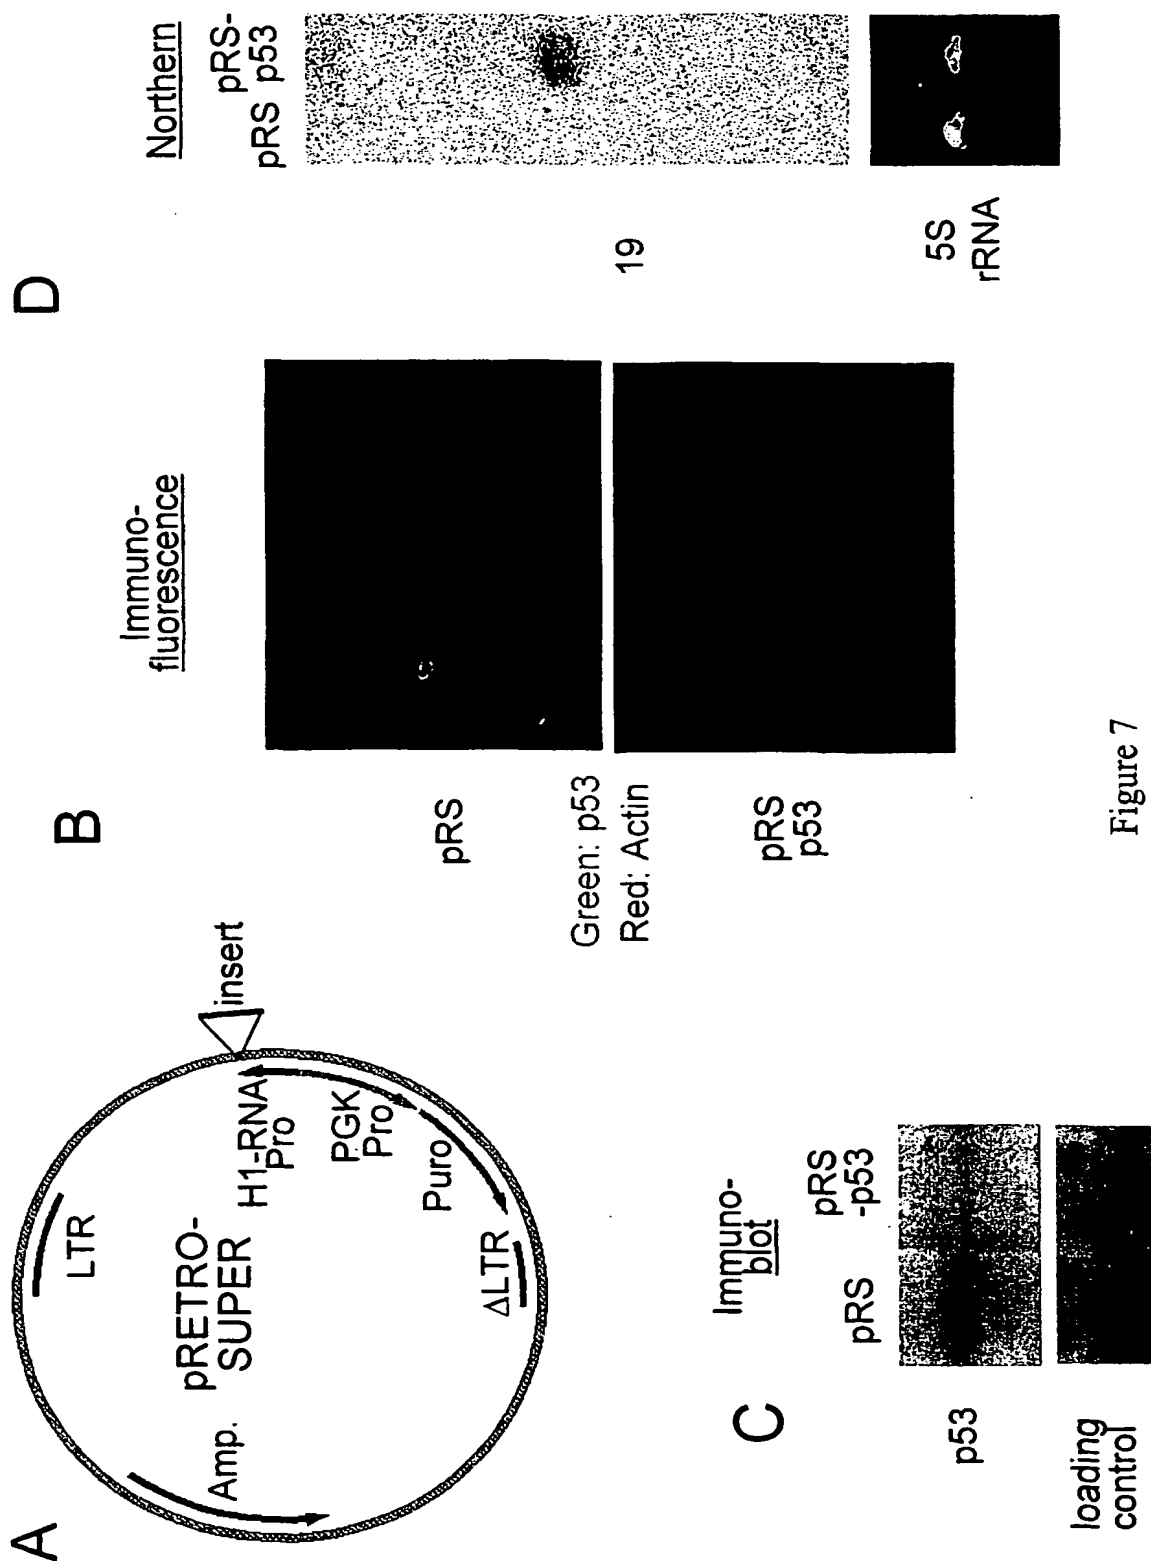 A
Amp.
LTR
pRETRO-
SUPER
H1-RNA
Pro
insert
PGK
Pro
Puro
ΔLTR
B
Immuno-
fluorescence
pRS
Green: p53
Red: Actin
pRS
p53
C
Immuno-
blot
pRS
pRS
-p53
p53
loading
control
D
Northern
pRS
pRS-
p53
19
5S
rRNA
Figure 7